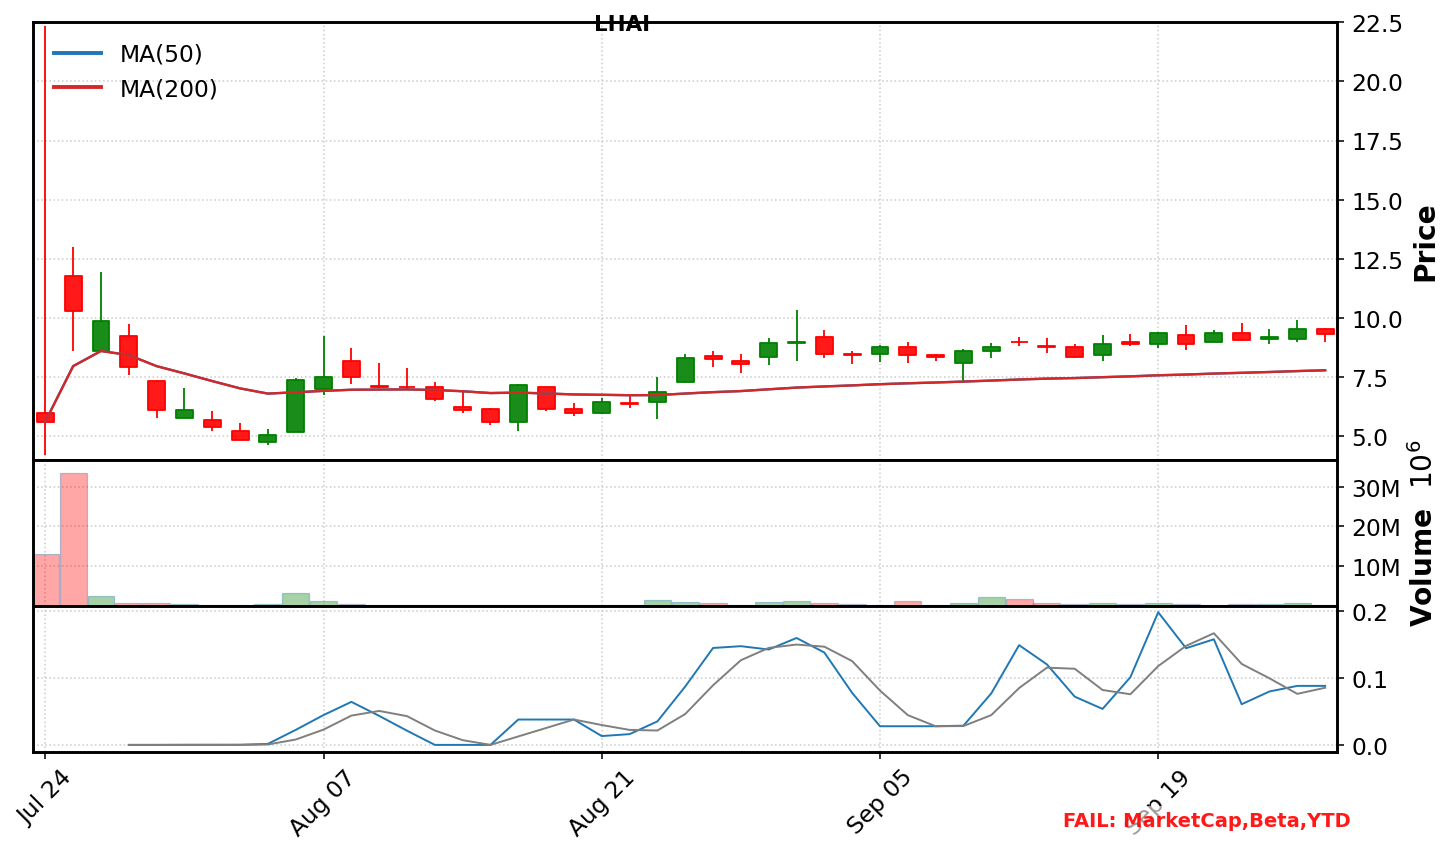 LHAI
MA(50)
MA(200)
22.5
20.0
17.5
15.0
12.5
10.0
7.5
5.0
Price
30M
20M
10M
Volume 10⁶
0.2
0.1
0.0
Jul 24
Aug 07
Aug 21
Sep 05
Sep 19
FAIL: MarketCap,Beta,YTD